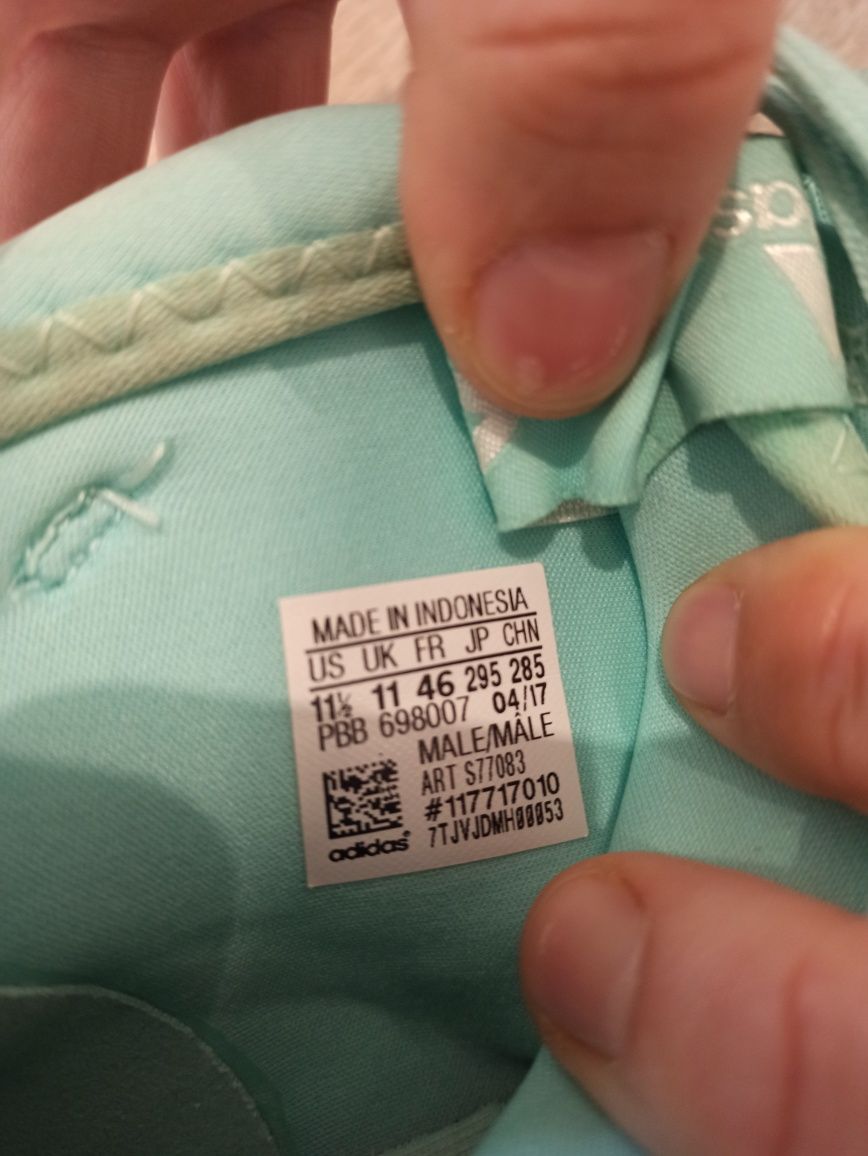 MADE IN INDONESIA
US UK FR JP CHN
11½ 11 46 295 285
PBB 698007 04/17
MALE/MÂLE
ART S77083
#117717010
7TJVJDMH00053
adidas®